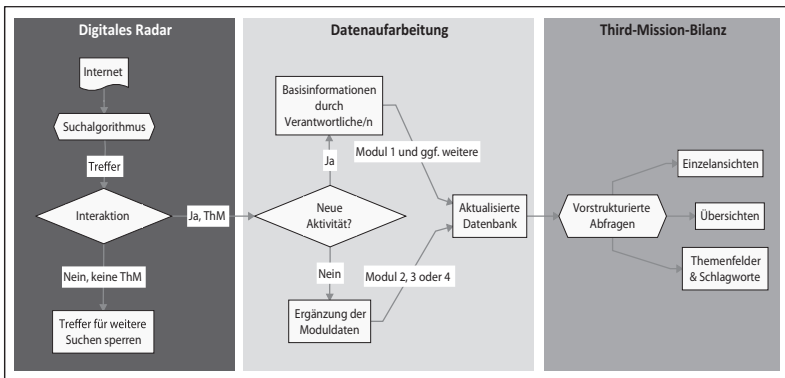 Digitales Radar
Internet
Suchalgorithmus
Treffer
Interaktion
Ja, ThM
Nein, keine ThM
Treffer für weitere
Suchen sperren
Datenaufarbeitung
Basisinformationen
durch
Verantwortliche/n
Modul 1 und ggf. weitere
Ja
Neue
Aktivität?
Nein
Modul 2, 3 oder 4
Ergänzung der
Moduldaten
Aktualisierte
Datenbank
Third-Mission-Bilanz
Vorstrukturierte
Abfragen
Einzelansichten
Übersichten
Themenfelder
& Schlagworte